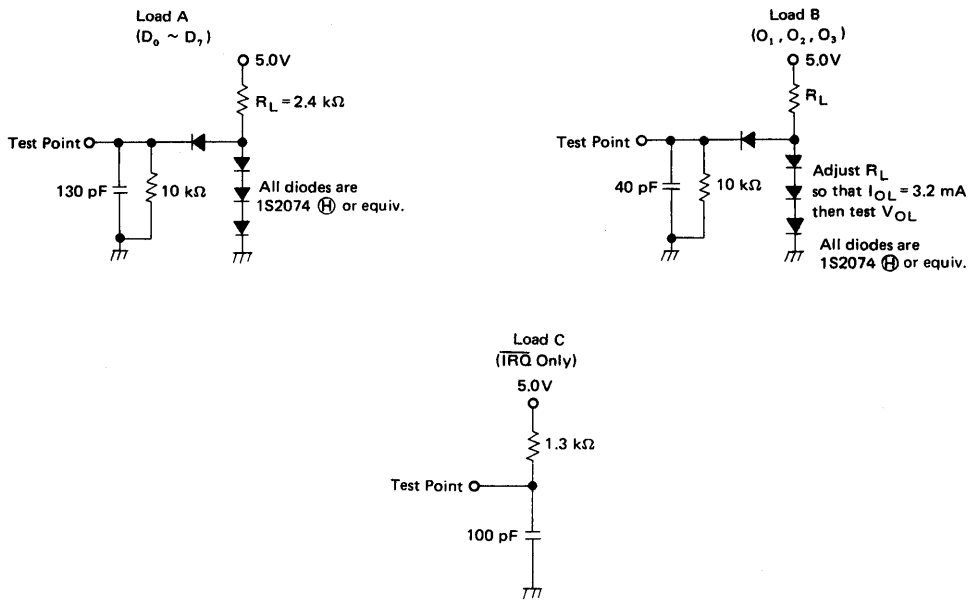 Load A
(D₀ ~ D₇)
5.0V
R_L = 2.4 kΩ
Test Point
130 pF
10 kΩ
All diodes are
1S2074 Ⓗ or equiv.
Load B
(O₁, O₂, O₃)
5.0V
R_L
Test Point
40 pF
10 kΩ
Adjust R_L
so that I_OL = 3.2 mA
then test V_OL
All diodes are
1S2074 Ⓗ or equiv.
Load C
(I̅R̅Q̅ Only)
5.0V
1.3 kΩ
Test Point
100 pF